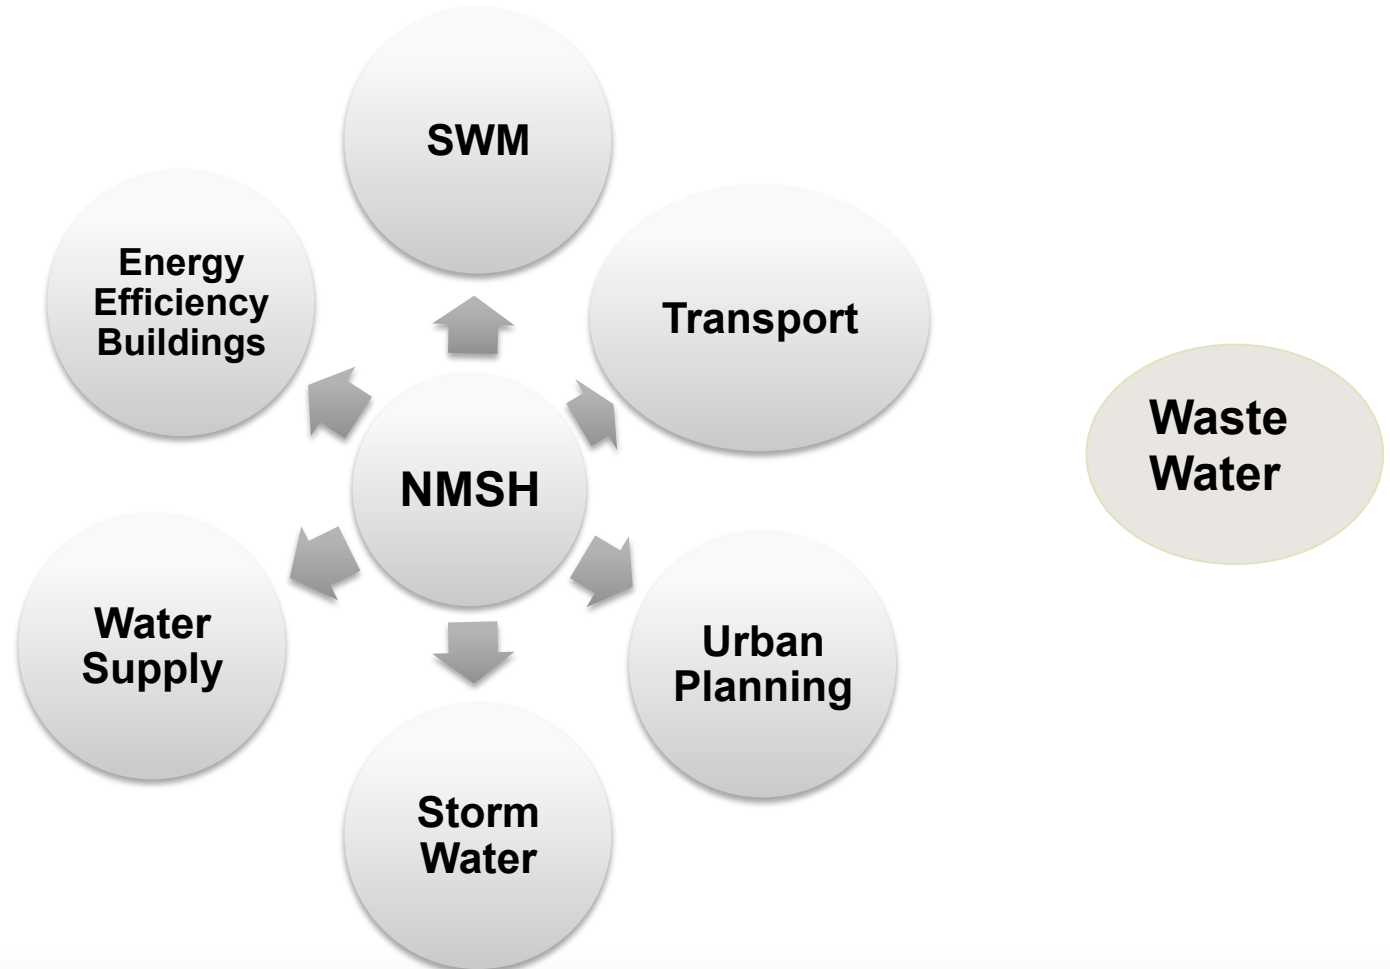 SWM
Energy
Efficiency
Buildings
Transport
NMSH
Waste
Water
Water
Supply
Urban
Planning
Storm
Water